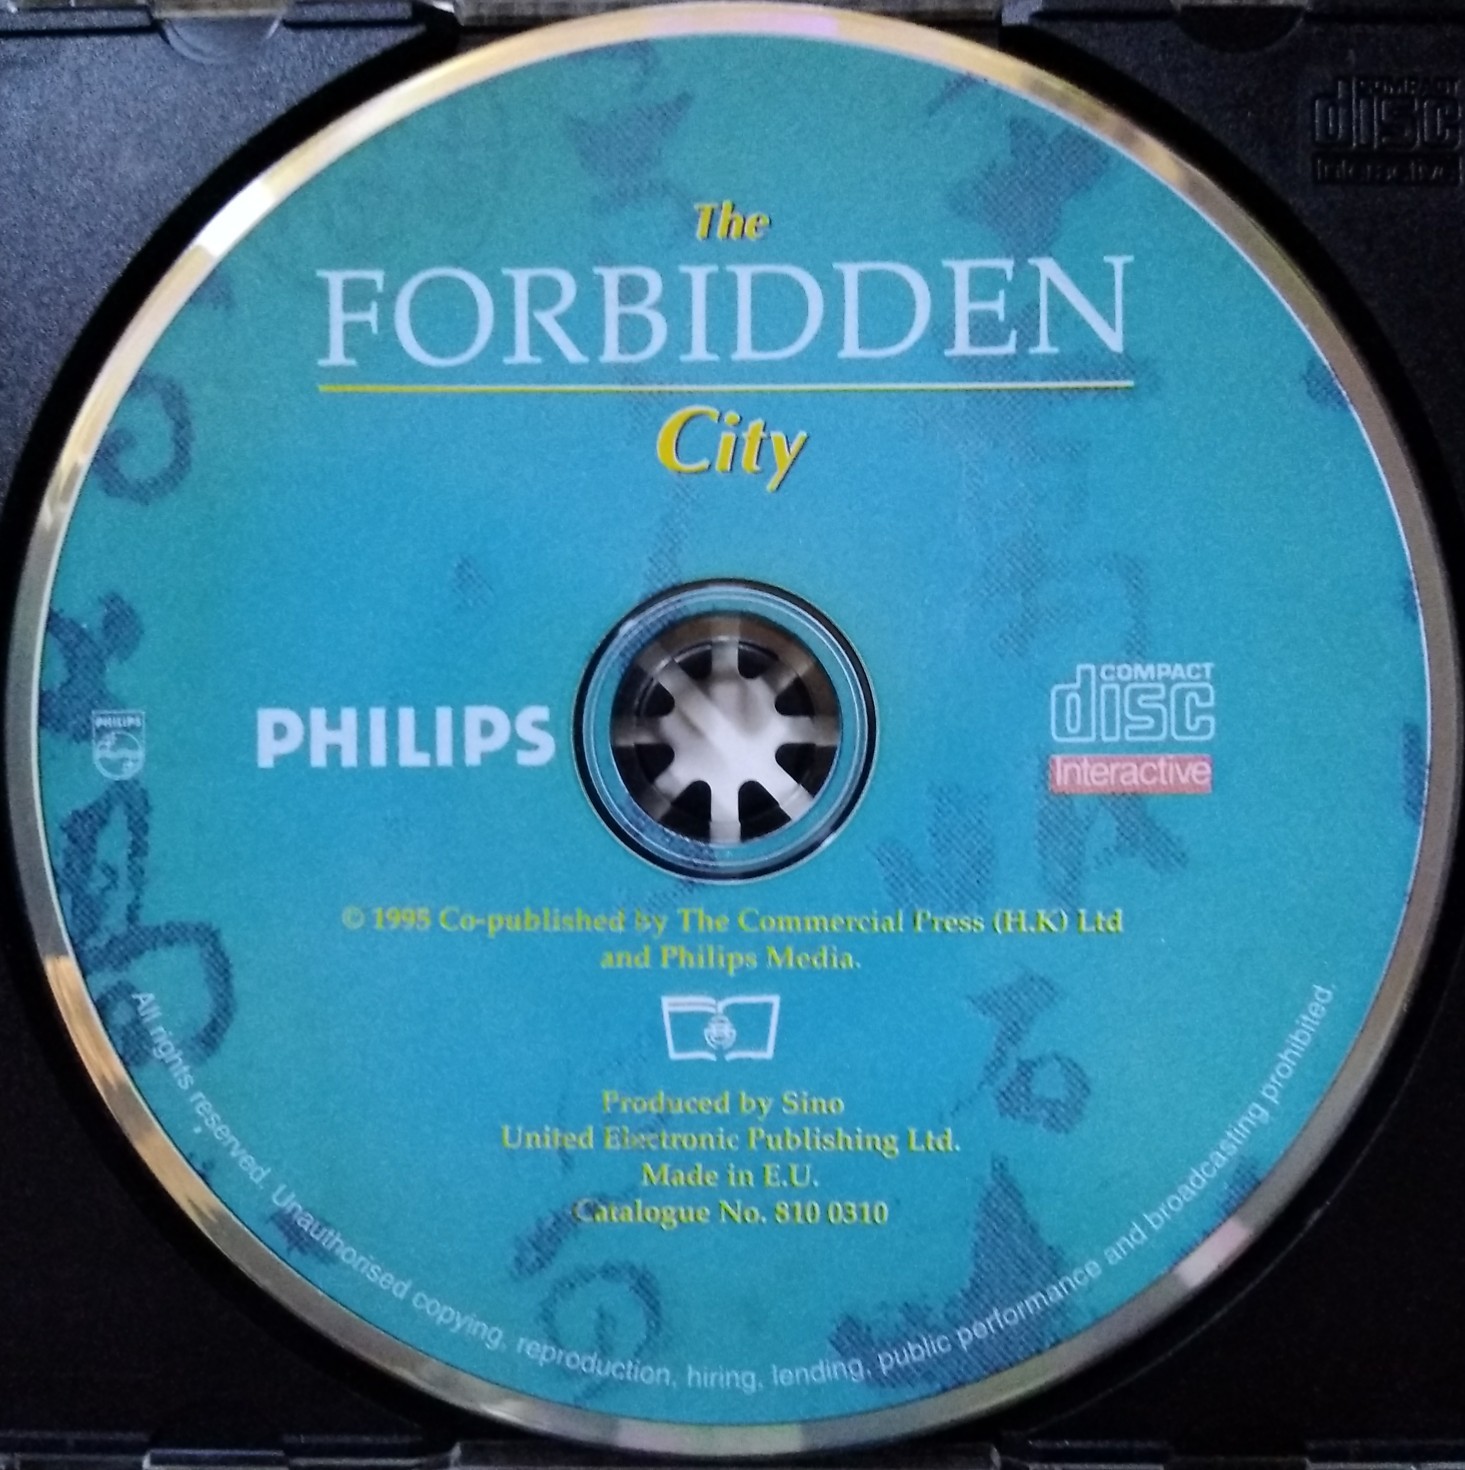 The
FORBIDDEN
City
PHILIPS
PHILIPS
COMPACT
disc
Interactive
COMPACT
disc
Interactive
© 1995 Co-published by The Commercial Press (H.K) Ltd
and Philips Media.
Produced by Sino
United Electronic Publishing Ltd.
Made in E.U.
Catalogue No. 810 0310
All rights reserved. Unauthorised copying, reproduction, hiring, lending, public performance and broadcasting prohibited.